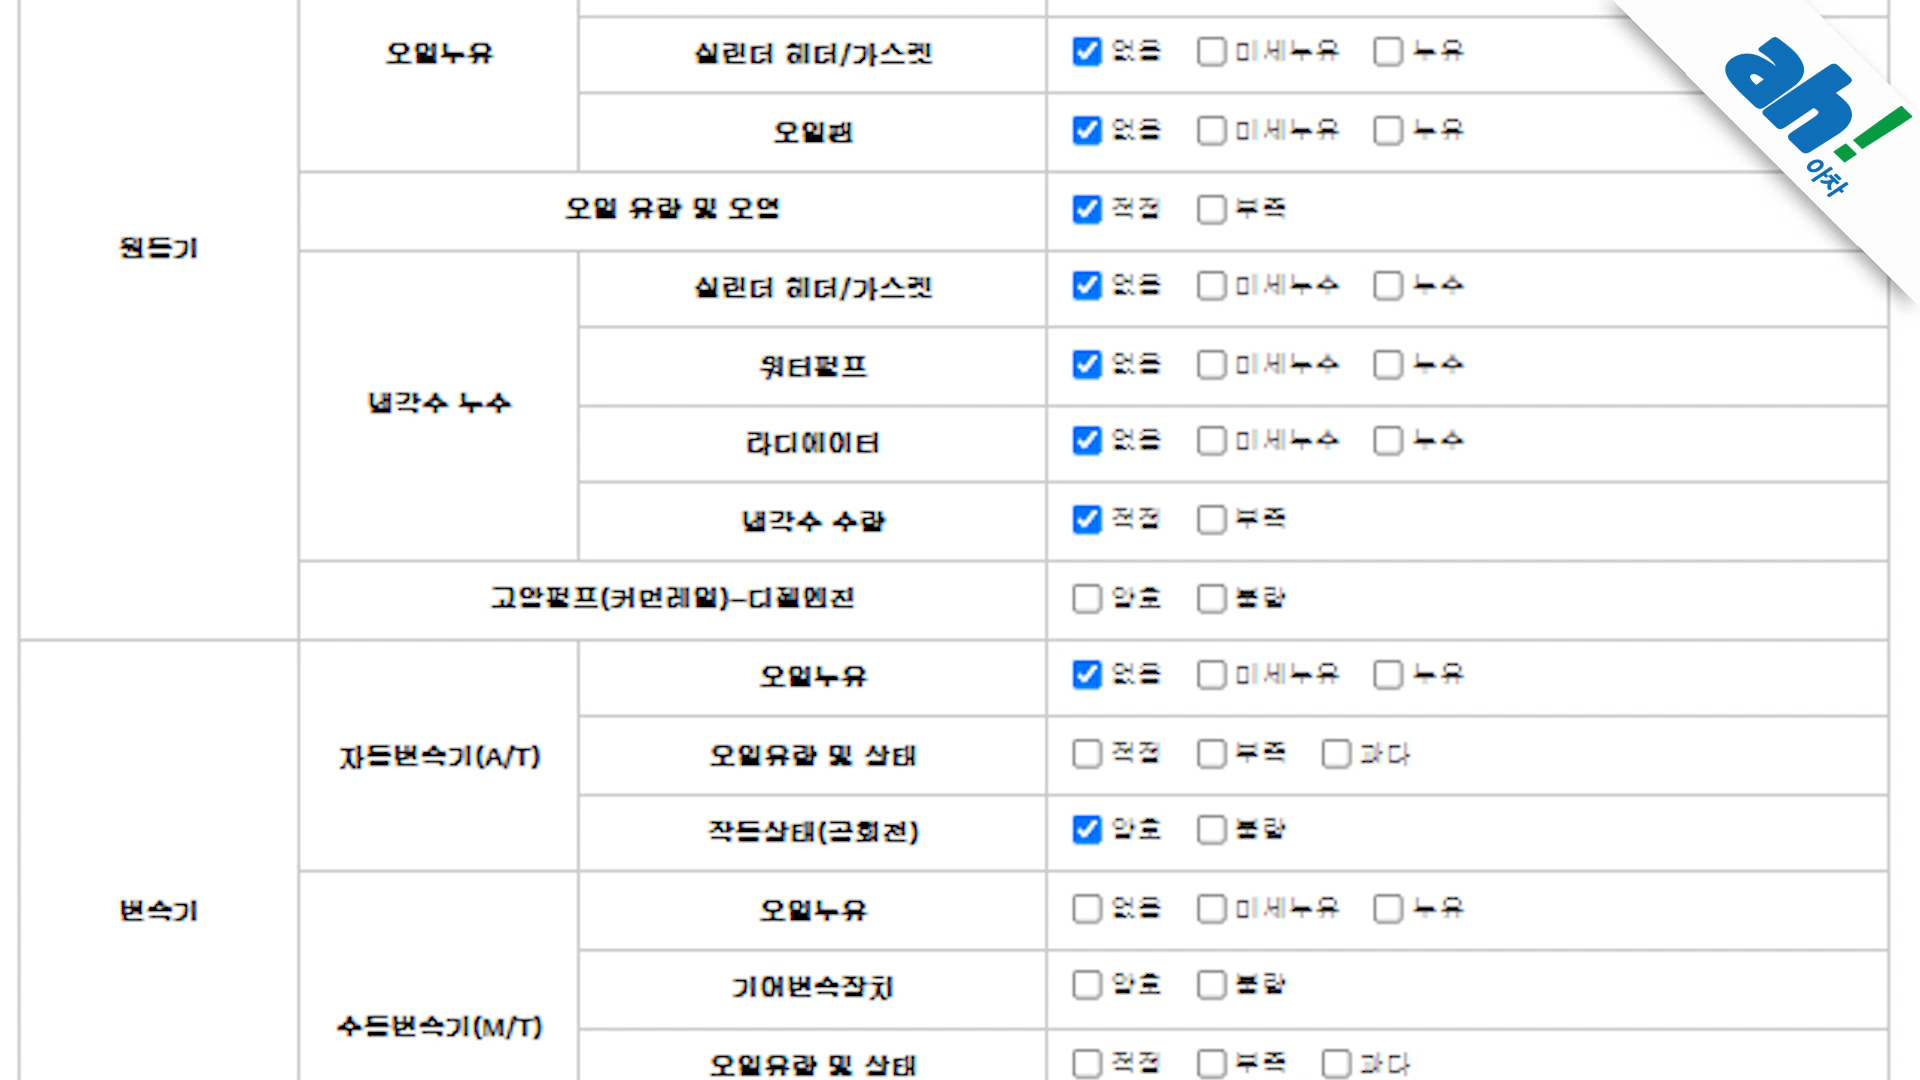 오일누유
실린더 헤더/가스켓
없음 미세누유 누유
오일팬
없음 미세누유 누유
원동기
오일 유량 및 오염
적정 부족
냉각수 누수
실린더 헤더/가스켓
없음 미세누수 누수
워터펌프
없음 미세누수 누수
라디에이터
없음 미세누수 누수
냉각수 수량
적정 부족
고압펌프(커먼레일)-디젤엔진
양호 불량
변속기
자동변속기(A/T)
오일누유
없음 미세누유 누유
오일유량 및 상태
적정 부족 과다
작동상태(공회전)
양호 불량
수동변속기(M/T)
오일누유
없음 미세누유 누유
기어변속장치
양호 불량
오일유량 및 상태
적정 부족 과다
ah!
아차